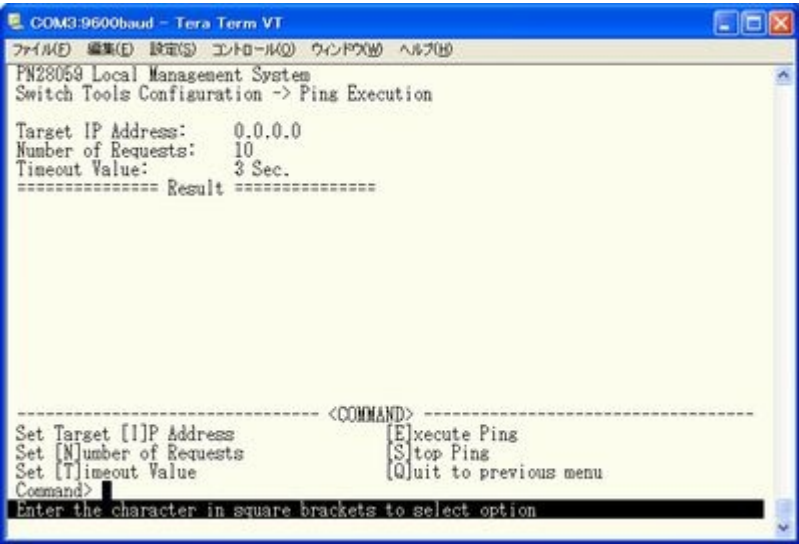 COM3:9600baud - Tera Term VT
ファイル(F) 編集(E) 設定(S) コントロール(O) ウィンドウ(W) ヘルプ(H)
PN28059 Local Management System
Switch Tools Configuration -> Ping Execution
Target IP Address: 0.0.0.0
Number of Requests: 10
Timeout Value: 3 Sec.
=============== Result ===============
-------------------------------- <COMMAND> -----------------------------------
Set Target [I]P Address [E]xecute Ping
Set [N]umber of Requests [S]top Ping
Set [T]imeout Value [Q]uit to previous menu
Command>
Enter the character in square brackets to select option